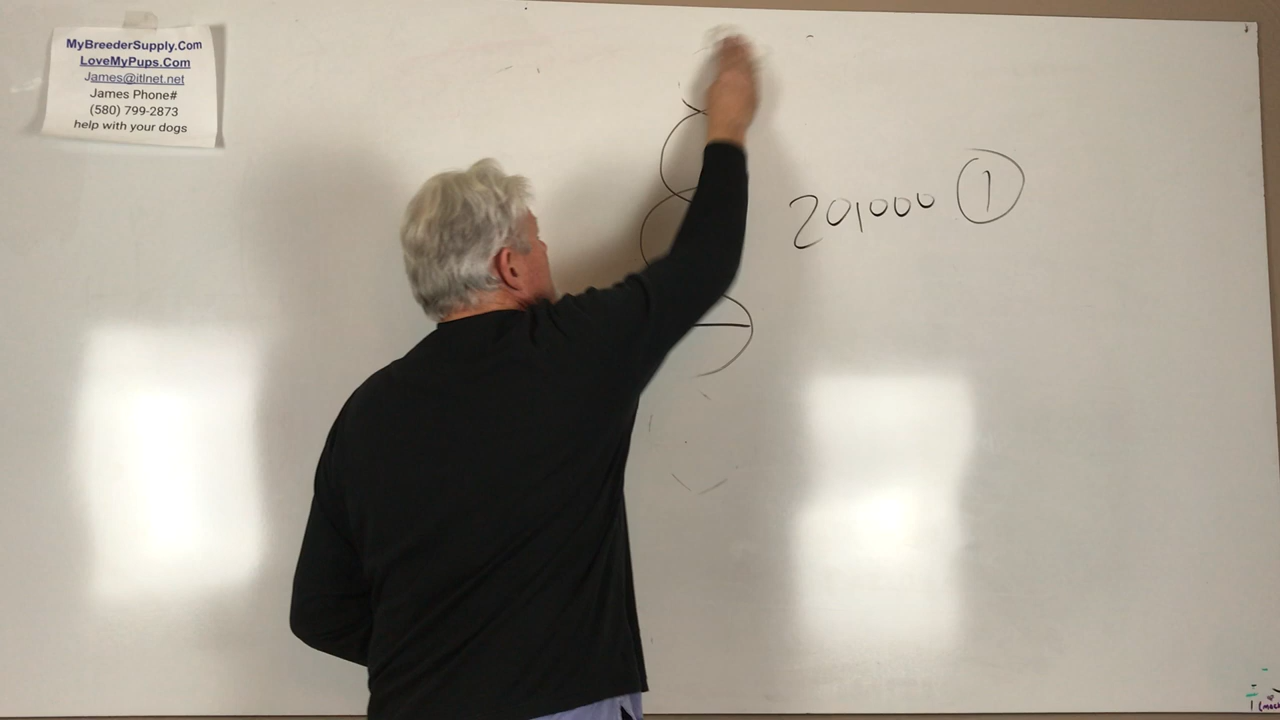 MyBreederSupply.Com
LoveMyPups.Com
James@itlnet.net
James Phone#
(580) 799-2873
help with your dogs
20,000 1